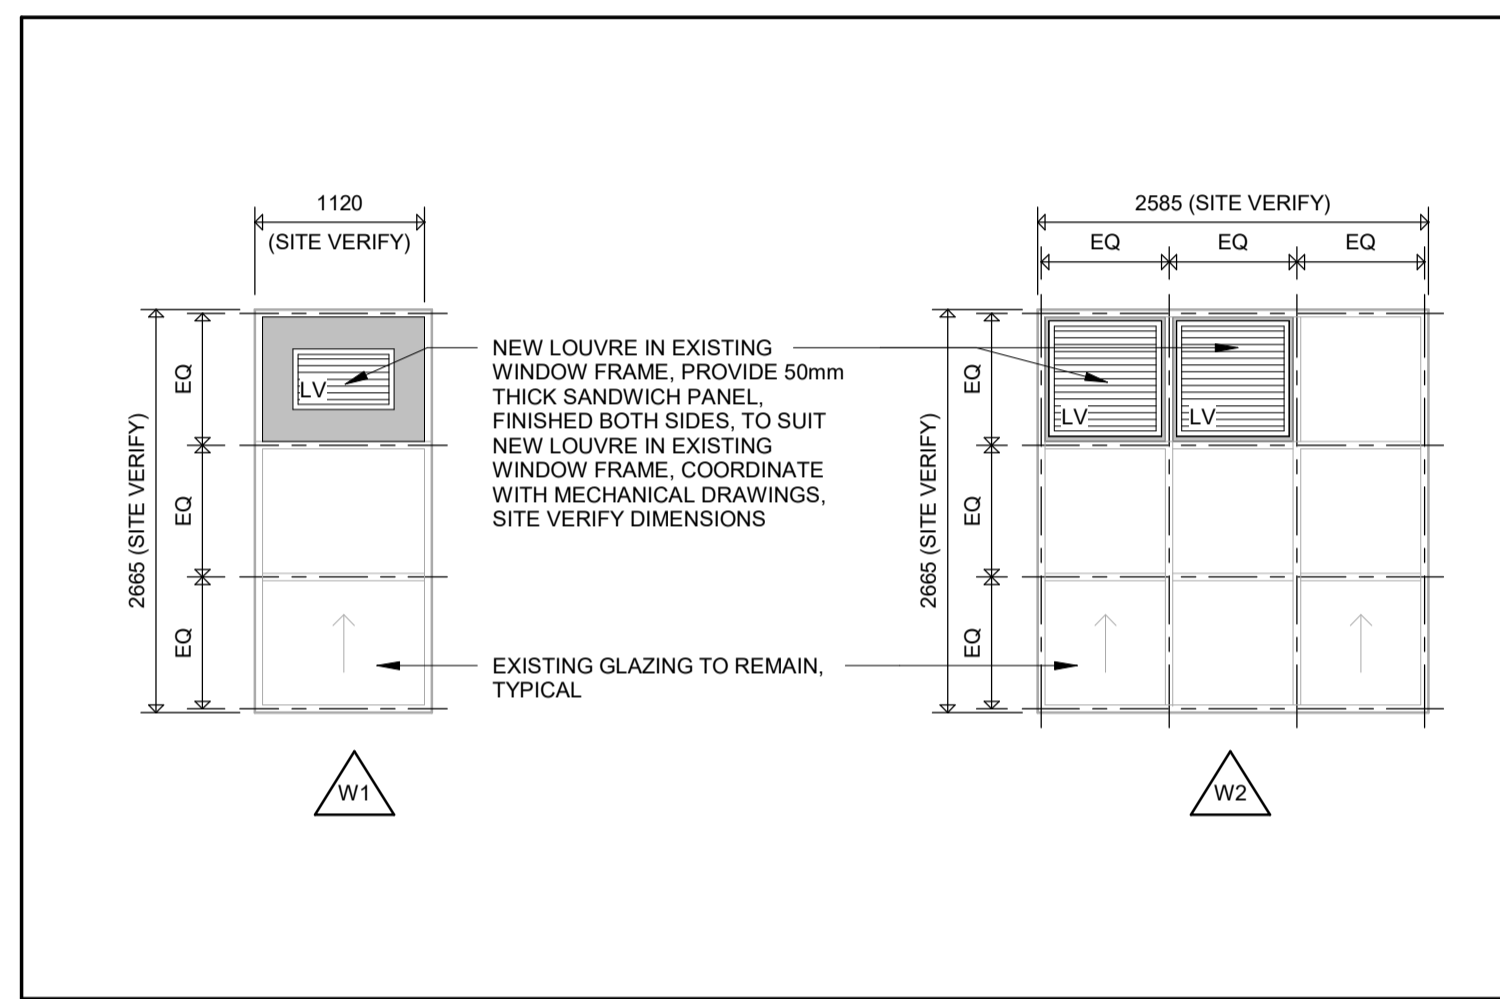 1120
(SITE VERIFY)
2665 (SITE VERIFY)
EQ
EQ
EQ
LV
W1
NEW LOUVRE IN EXISTING
WINDOW FRAME, PROVIDE 50mm
THICK SANDWICH PANEL,
FINISHED BOTH SIDES, TO SUIT
NEW LOUVRE IN EXISTING
WINDOW FRAME, COORDINATE
WITH MECHANICAL DRAWINGS,
SITE VERIFY DIMENSIONS
EXISTING GLAZING TO REMAIN,
TYPICAL
2585 (SITE VERIFY)
EQ EQ EQ
2665 (SITE VERIFY)
EQ
EQ
EQ
LV LV
W2